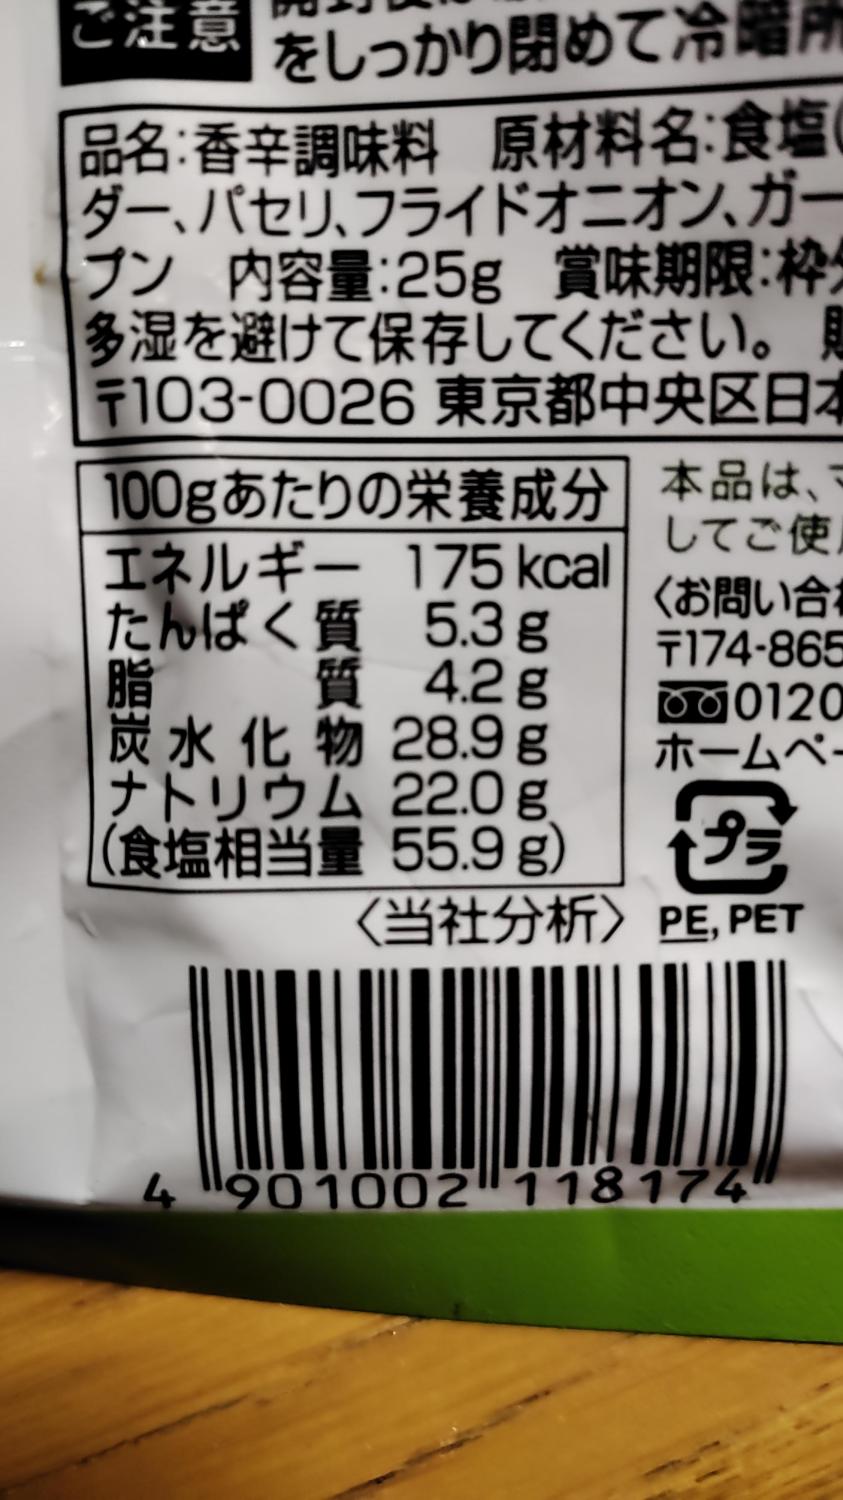 ご注意
をしっかり閉めて冷暗所
品名:香辛調味料 原材料名:食塩(
ダー、パセリ、フライドオニオン、ガー
プン 内容量:25g 賞味期限:枠
多湿を避けて保存してください。
〒103-0026 東京都中央区日本
100gあたりの栄養成分
エネルギー 175 kcal
たんぱく質 5.3 g
脂質 4.2 g
炭水化物 28.9 g
ナトリウム 22.0 g
(食塩相当量 55.9 g)
〈当社分析〉
本品は、
してご使
〈お問い合
〒174-865
0120
ホームペー
プラ
PE, PET
4 901002 118174